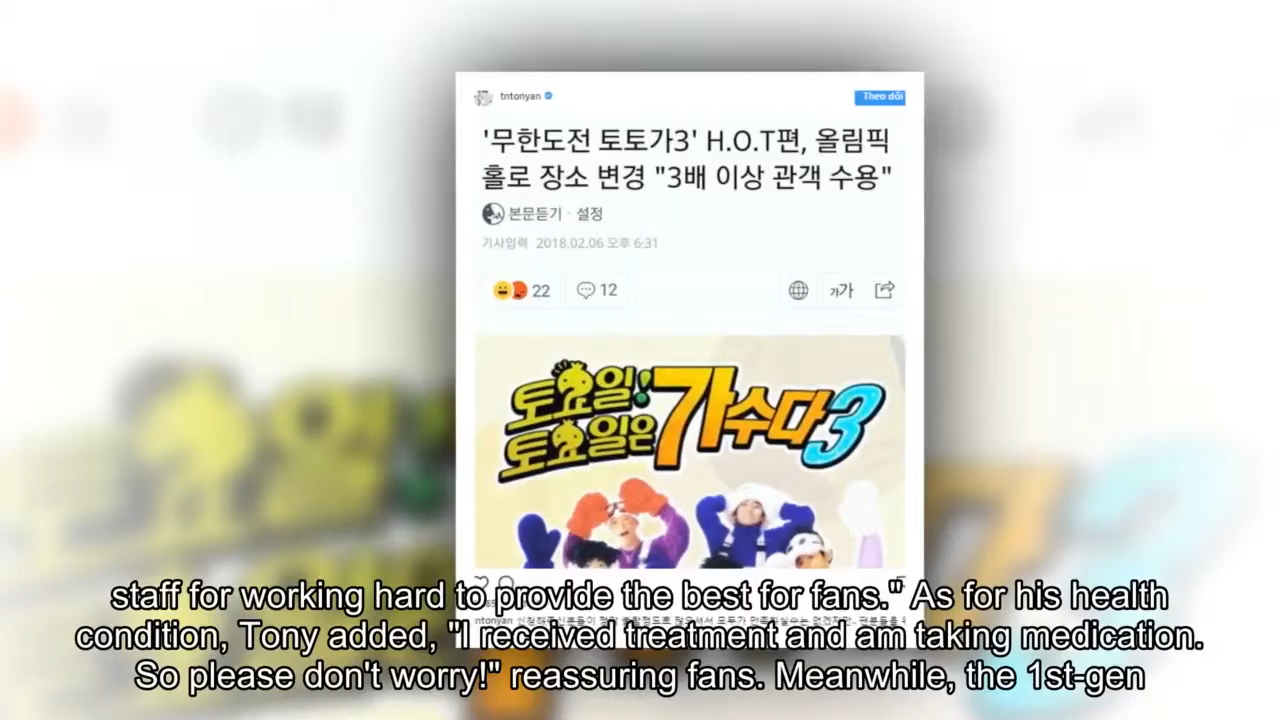 tntonyan
Theo dõi
'무한도전 토토가3' H.O.T편, 올림픽
홀로 장소 변경 "3배 이상 관객 수용"
본문듣기 · 설정
기사입력 2018.02.06 오후 6:31
22
12
가가
토요일!
토요일은
가수다3
staff for working hard to provide the best for fans." As for his health
tntonyan
condition, Tony added, "I received treatment and am taking medication.
So please don't worry!" reassuring fans. Meanwhile, the 1st-gen